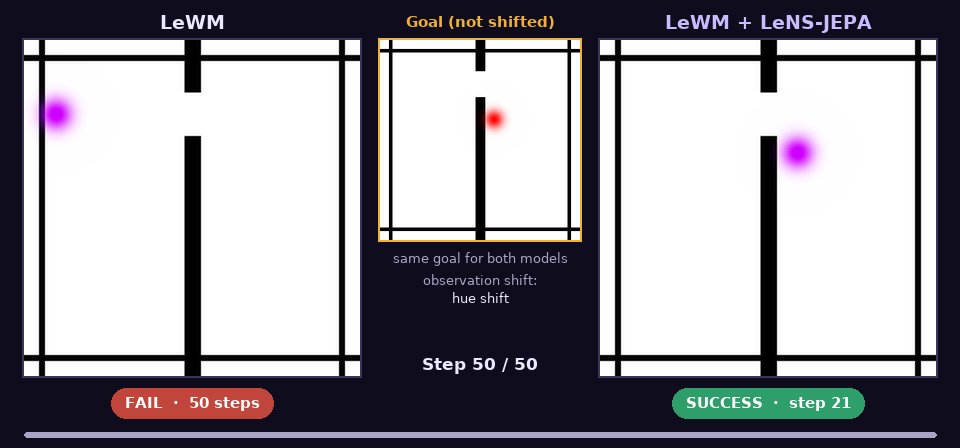 LeWM
Goal (not shifted)
LeWM + LeNS-JEPA
same goal for both models
observation shift:
hue shift
Step 50 / 50
FAIL · 50 steps
SUCCESS · step 21